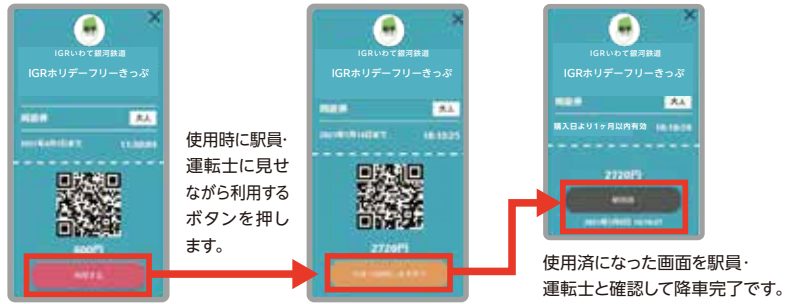 IGRいわて銀河鉄道
IGRホリデーフリーきっぷ
大人
600円
使用時に駅員・
運転士に見せ
ながら利用する
ボタンを押し
ます。
IGRいわて銀河鉄道
IGRホリデーフリーきっぷ
大人
2720円
IGRいわて銀河鉄道
IGRホリデーフリーきっぷ
大人
購入日より1ヶ月以内有効
2720円
使用済になった画面を駅員・
運転士と確認して降車完了です。